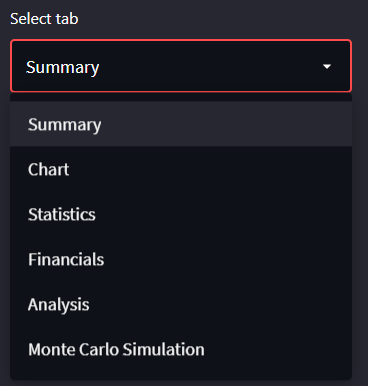 Select tab
Summary
Summary
Chart
Statistics
Financials
Analysis
Monte Carlo Simulation